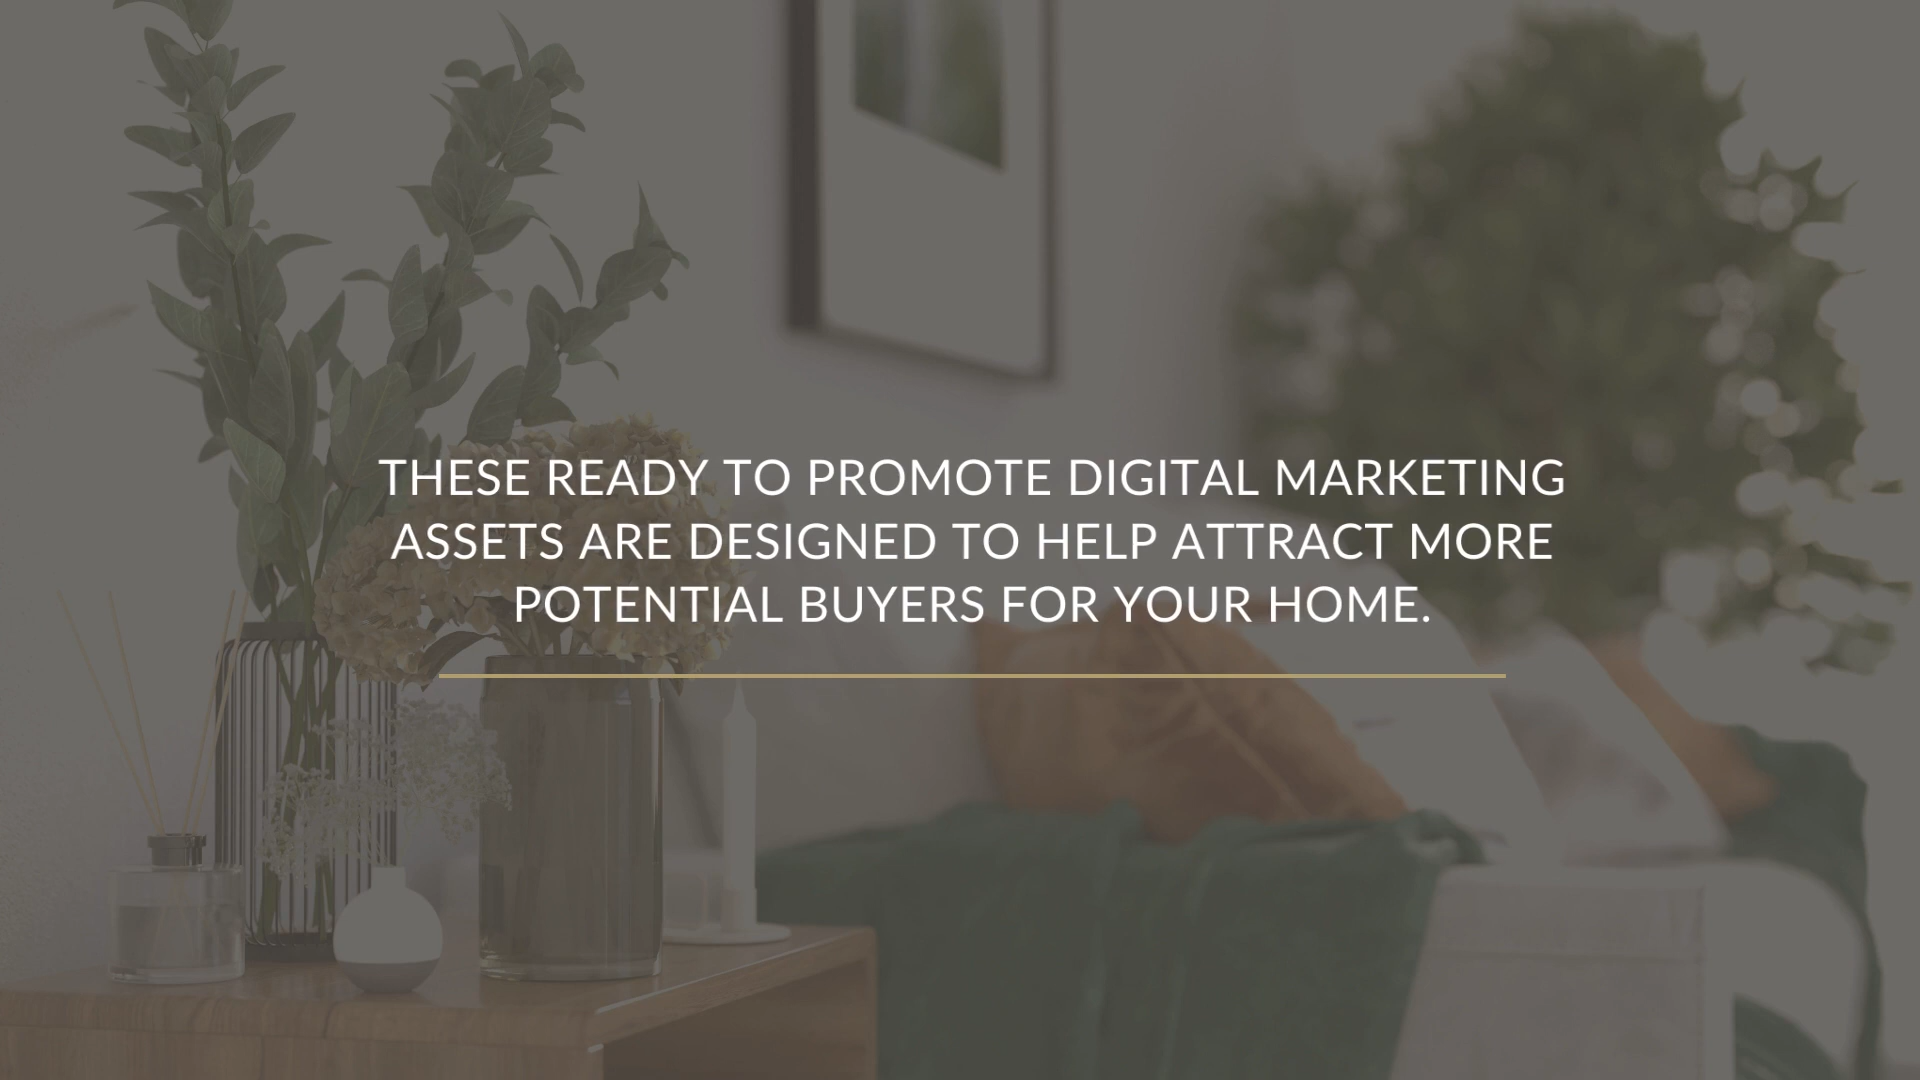 THESE READY TO PROMOTE DIGITAL MARKETING
ASSETS ARE DESIGNED TO HELP ATTRACT MORE
POTENTIAL BUYERS FOR YOUR HOME.